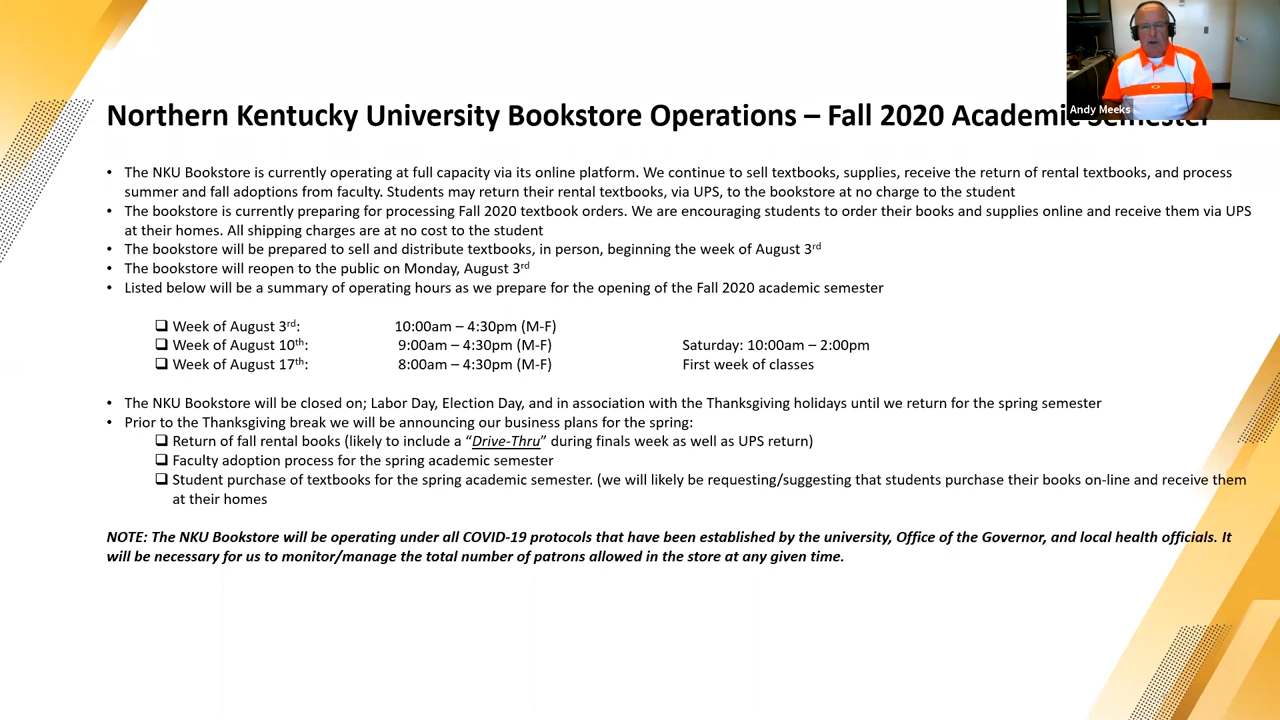 Andy Meeks
Northern Kentucky University Bookstore Operations – Fall 2020 Academic Semester
• The NKU Bookstore is currently operating at full capacity via its online platform. We continue to sell textbooks, supplies, receive the return of rental textbooks, and process
summer and fall adoptions from faculty. Students may return their rental textbooks, via UPS, to the bookstore at no charge to the student
• The bookstore is currently preparing for processing Fall 2020 textbook orders. We are encouraging students to order their books and supplies online and receive them via UPS
at their homes. All shipping charges are at no cost to the student
• The bookstore will be prepared to sell and distribute textbooks, in person, beginning the week of August 3rd
• The bookstore will reopen to the public on Monday, August 3rd
• Listed below will be a summary of operating hours as we prepare for the opening of the Fall 2020 academic semester
❑ Week of August 3rd: 10:00am – 4:30pm (M-F)
❑ Week of August 10th: 9:00am – 4:30pm (M-F) Saturday: 10:00am – 2:00pm
❑ Week of August 17th: 8:00am – 4:30pm (M-F) First week of classes
• The NKU Bookstore will be closed on; Labor Day, Election Day, and in association with the Thanksgiving holidays until we return for the spring semester
• Prior to the Thanksgiving break we will be announcing our business plans for the spring:
❑ Return of fall rental books (likely to include a “Drive-Thru” during finals week as well as UPS return)
❑ Faculty adoption process for the spring academic semester
❑ Student purchase of textbooks for the spring academic semester. (we will likely be requesting/suggesting that students purchase their books on-line and receive them
at their homes
NOTE: The NKU Bookstore will be operating under all COVID-19 protocols that have been established by the university, Office of the Governor, and local health officials. It
will be necessary for us to monitor/manage the total number of patrons allowed in the store at any given time.